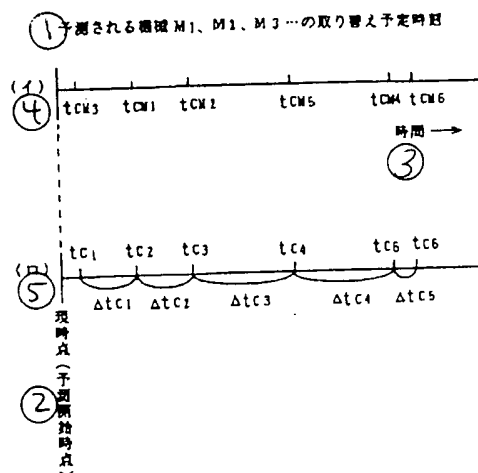 ① 予測される機械M1、M2、M3…の取り替え予定時刻
(イ)
④
tCM3 tCM1 tCM2 tCM5 tCM4 tCM6
時間 →
③
tC1 tC2 tC3 tC4 tC6 tC6
(ロ)
⑤
ΔtC1 ΔtC2 ΔtC3 ΔtC4 ΔtC5
現時点(予測開始時点)
②